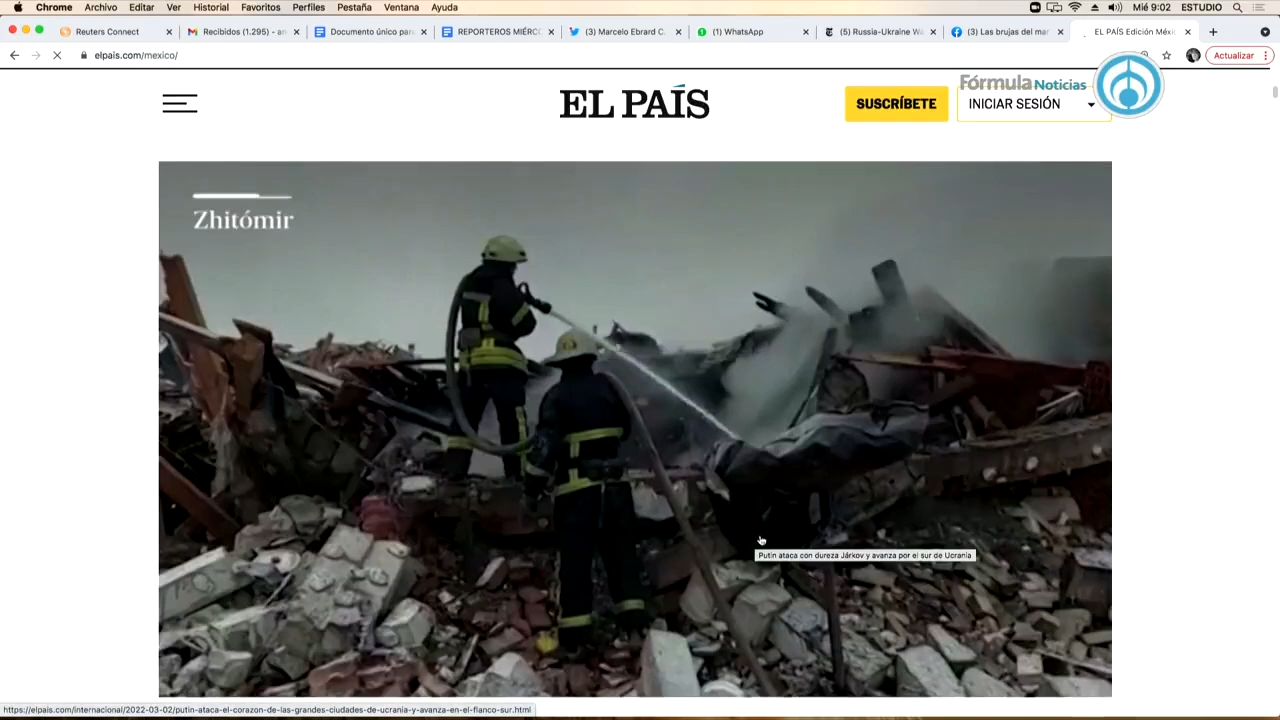 Chrome Archivo Editar Ver Historial Favoritos Perfiles Pestaña Ventana Ayuda Mié 9:02 ESTUDIO
Reuters Connect × Recibidos (1.295) - an × Documento único para × REPORTEROS MIÉRCO × (3) Marcelo Ebrard C. × (1) WhatsApp × (5) Russia-Ukraine Wa × (3) Las brujas del mar × EL PAÍS Edición Méxic ×
elpais.com/mexico/ Actualizar
Fórmula Noticias
EL PAÍS
SUSCRÍBETE
INICIAR SESIÓN
Zhitómir
Putin ataca con dureza Járkov y avanza por el sur de Ucrania
https://elpais.com/internacional/2022-03-02/putin-ataca-el-corazon-de-las-grandes-ciudades-de-ucrania-y-avanza-en-el-flanco-sur.html